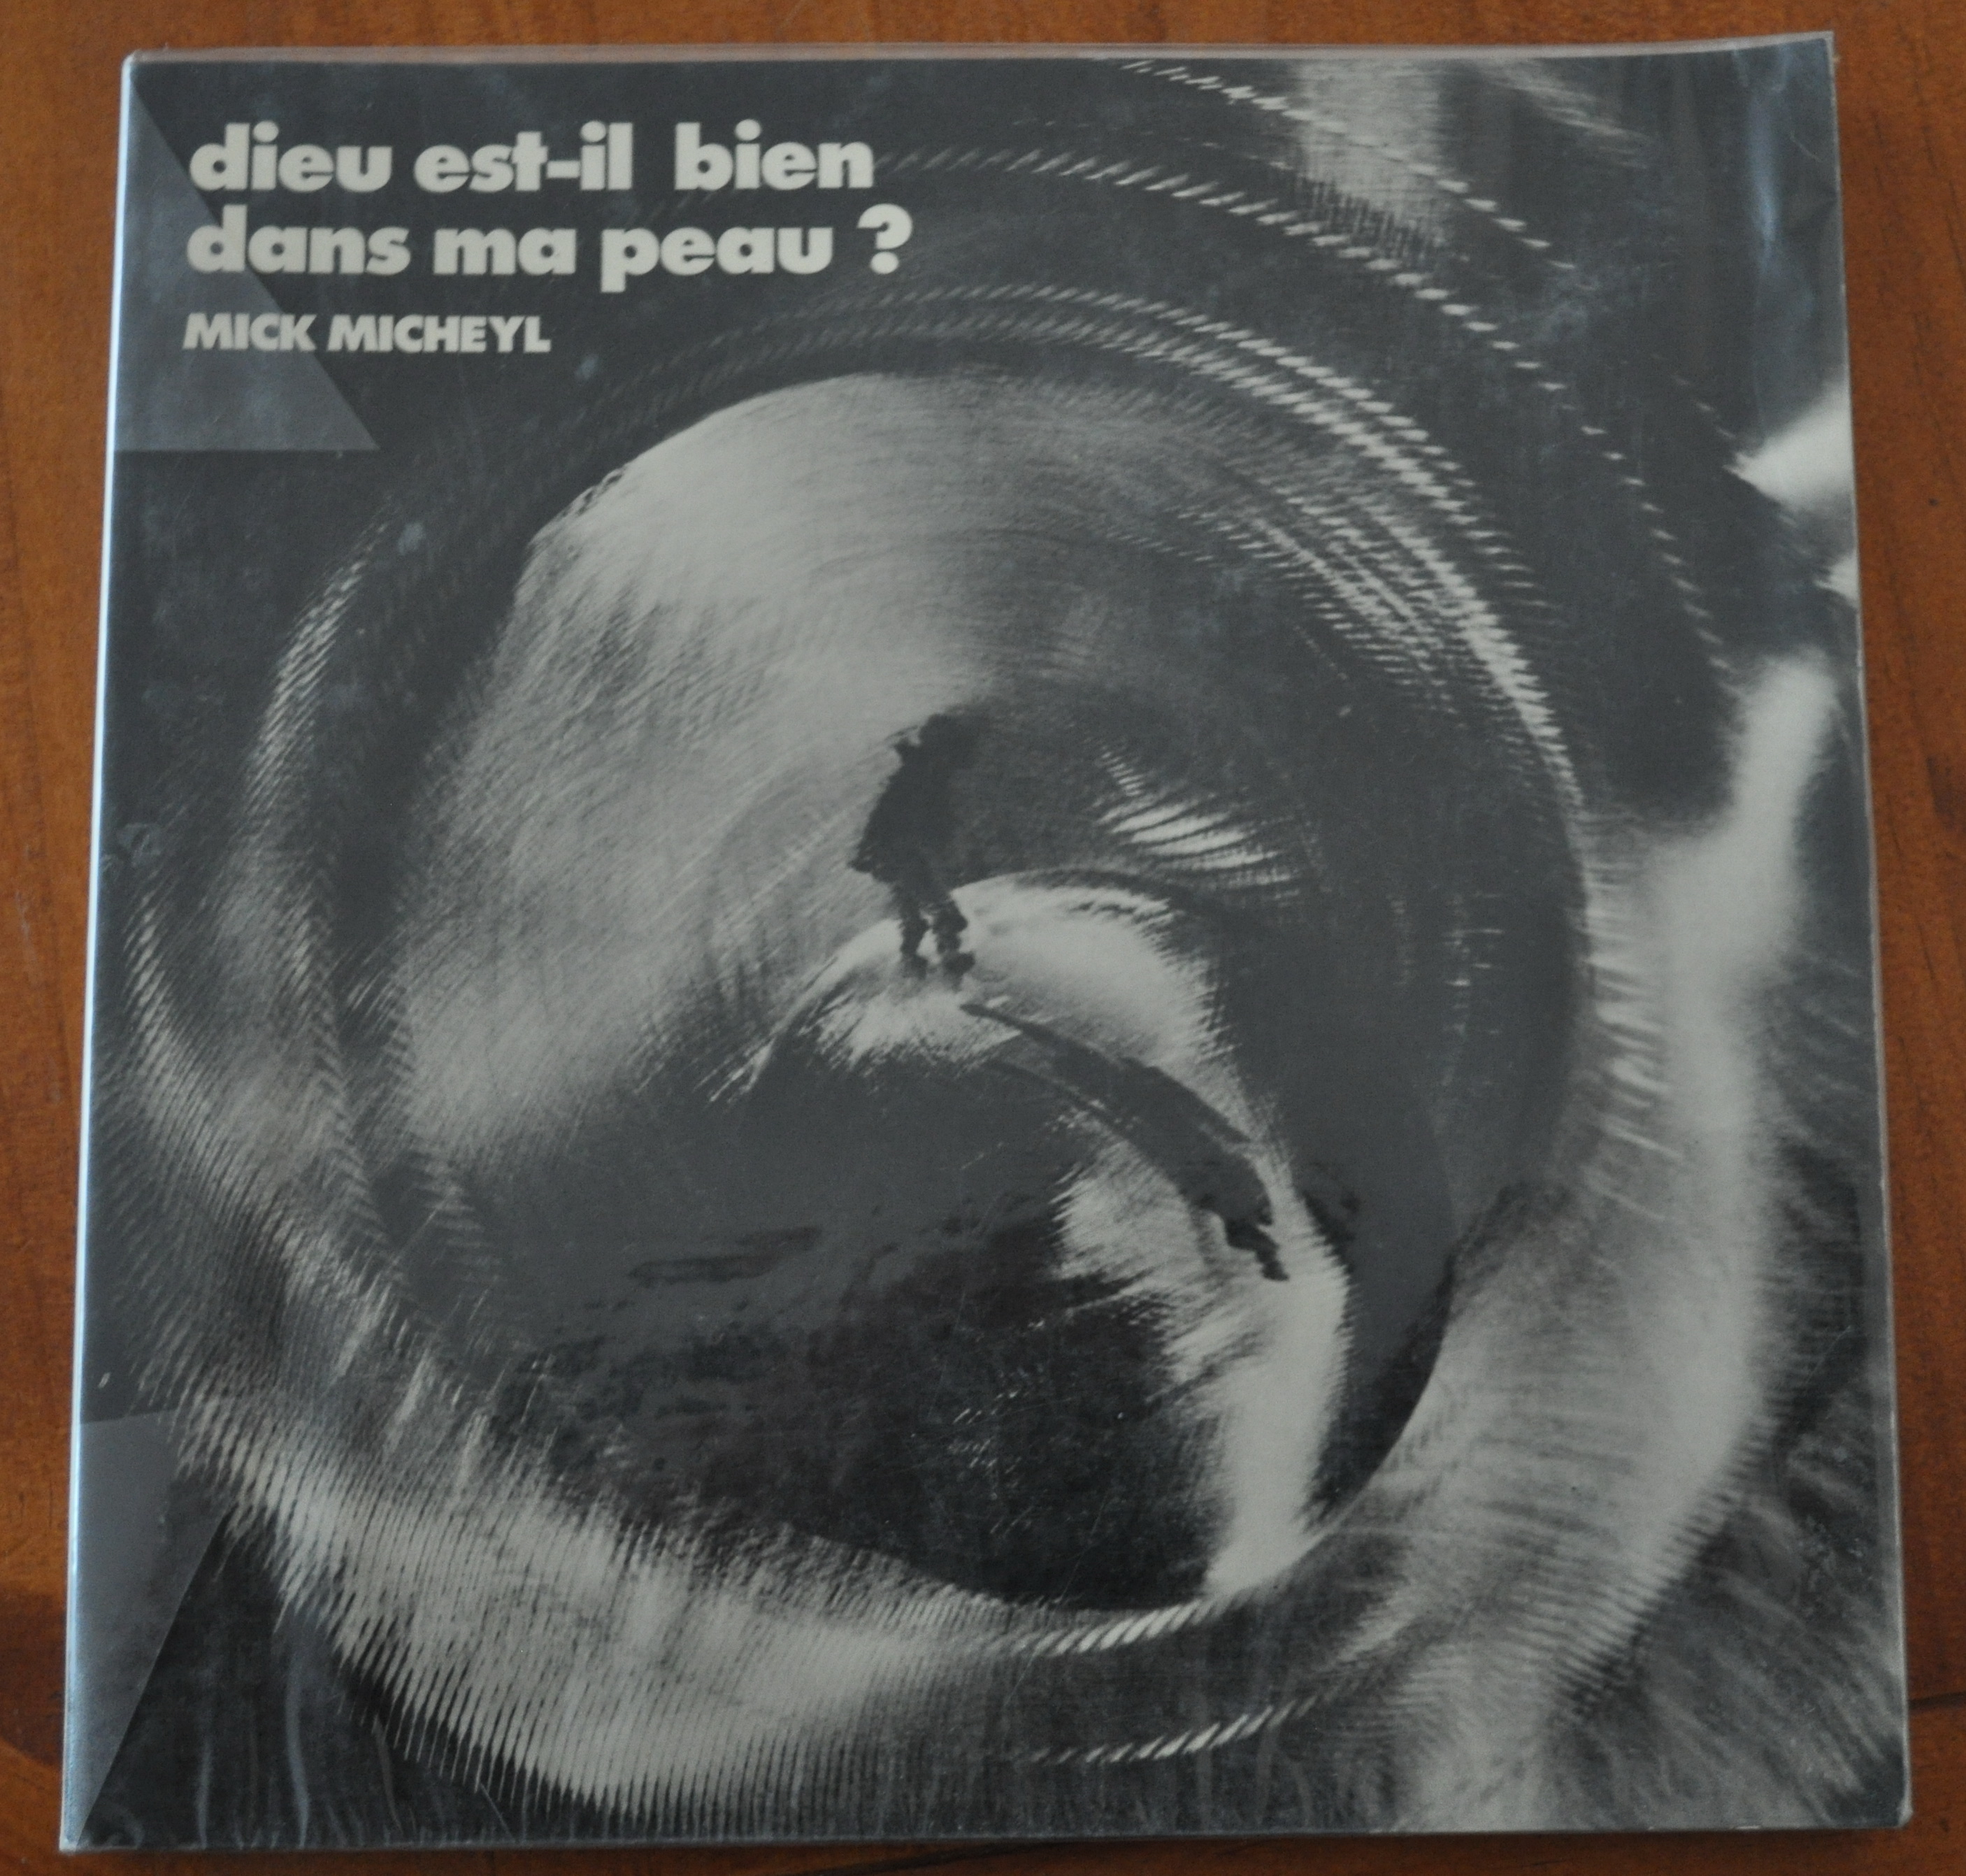 dieu est-il bien
dans ma peau ?
MICK MICHEYL